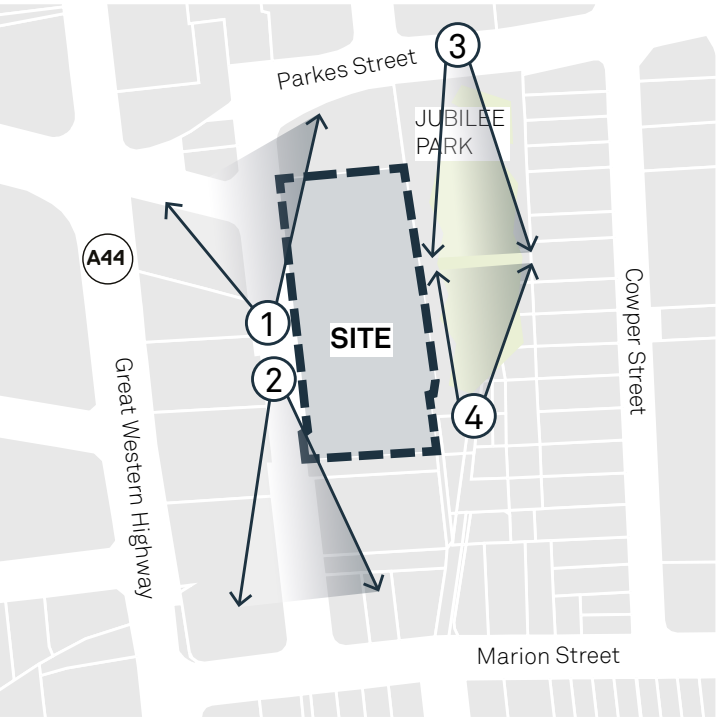 3
Parkes Street
JUBILEE
PARK
A44
1
SITE
2
4
Great Western Highway
Cowper Street
Marion Street